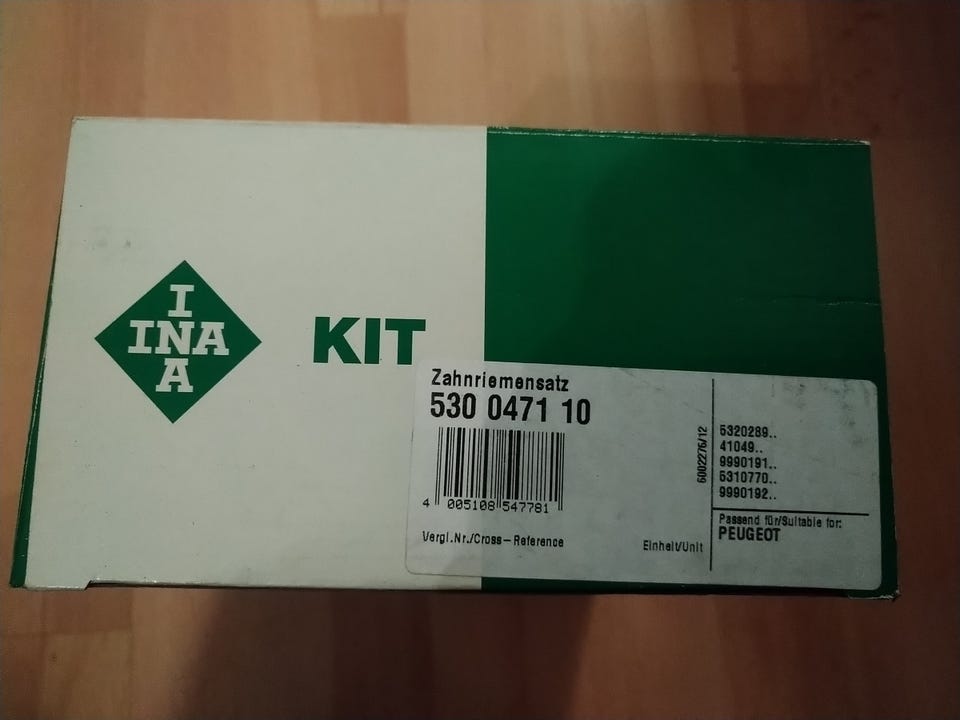 I
INA
A
KIT
Zahnriemensatz
530 0471 10
4 005108 547781
Vergl.Nr./Cross-Reference
Einheit/Unit
6002276/12
5320289..
41049..
9990191..
5310770..
9990192..
Passend für/Suitable for:
PEUGEOT